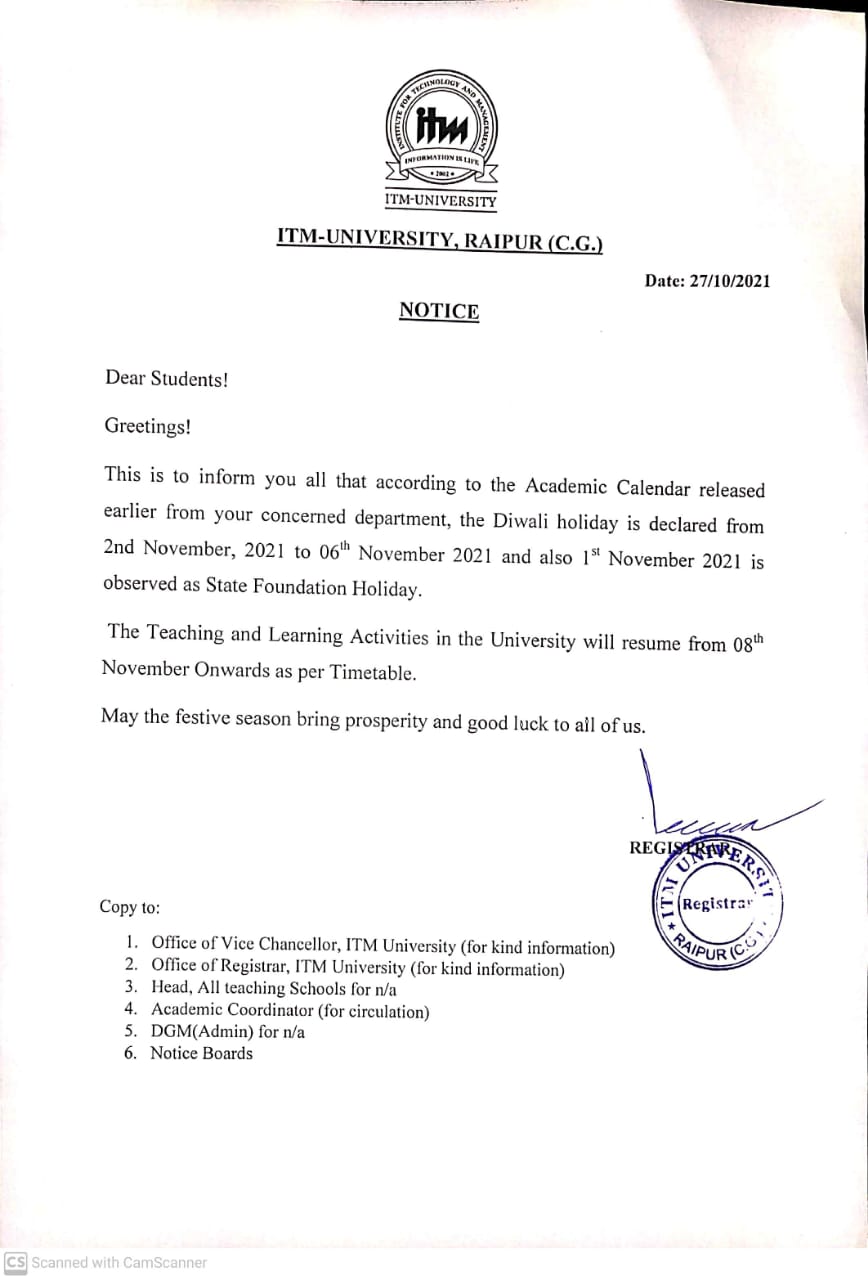 INSTITUTE FOR TECHNOLOGY AND MANAGEMENT
itm
INFORMATION IS LIFE
• 2002 •
ITM-UNIVERSITY
ITM-UNIVERSITY, RAIPUR (C.G.)
Date: 27/10/2021
NOTICE
Dear Students!
Greetings!
This is to inform you all that according to the Academic Calendar released
earlier from your concerned department, the Diwali holiday is declared from
2nd November, 2021 to 06th November 2021 and also 1st November 2021 is
observed as State Foundation Holiday.
The Teaching and Learning Activities in the University will resume from 08th
November Onwards as per Timetable.
May the festive season bring prosperity and good luck to all of us.
REGISTRAR
ITM UNIVERSITY
Registrar
★ RAIPUR (C.G.)
Copy to:
1. Office of Vice Chancellor, ITM University (for kind information)
2. Office of Registrar, ITM University (for kind information)
3. Head, All teaching Schools for n/a
4. Academic Coordinator (for circulation)
5. DGM(Admin) for n/a
6. Notice Boards
CS Scanned with CamScanner